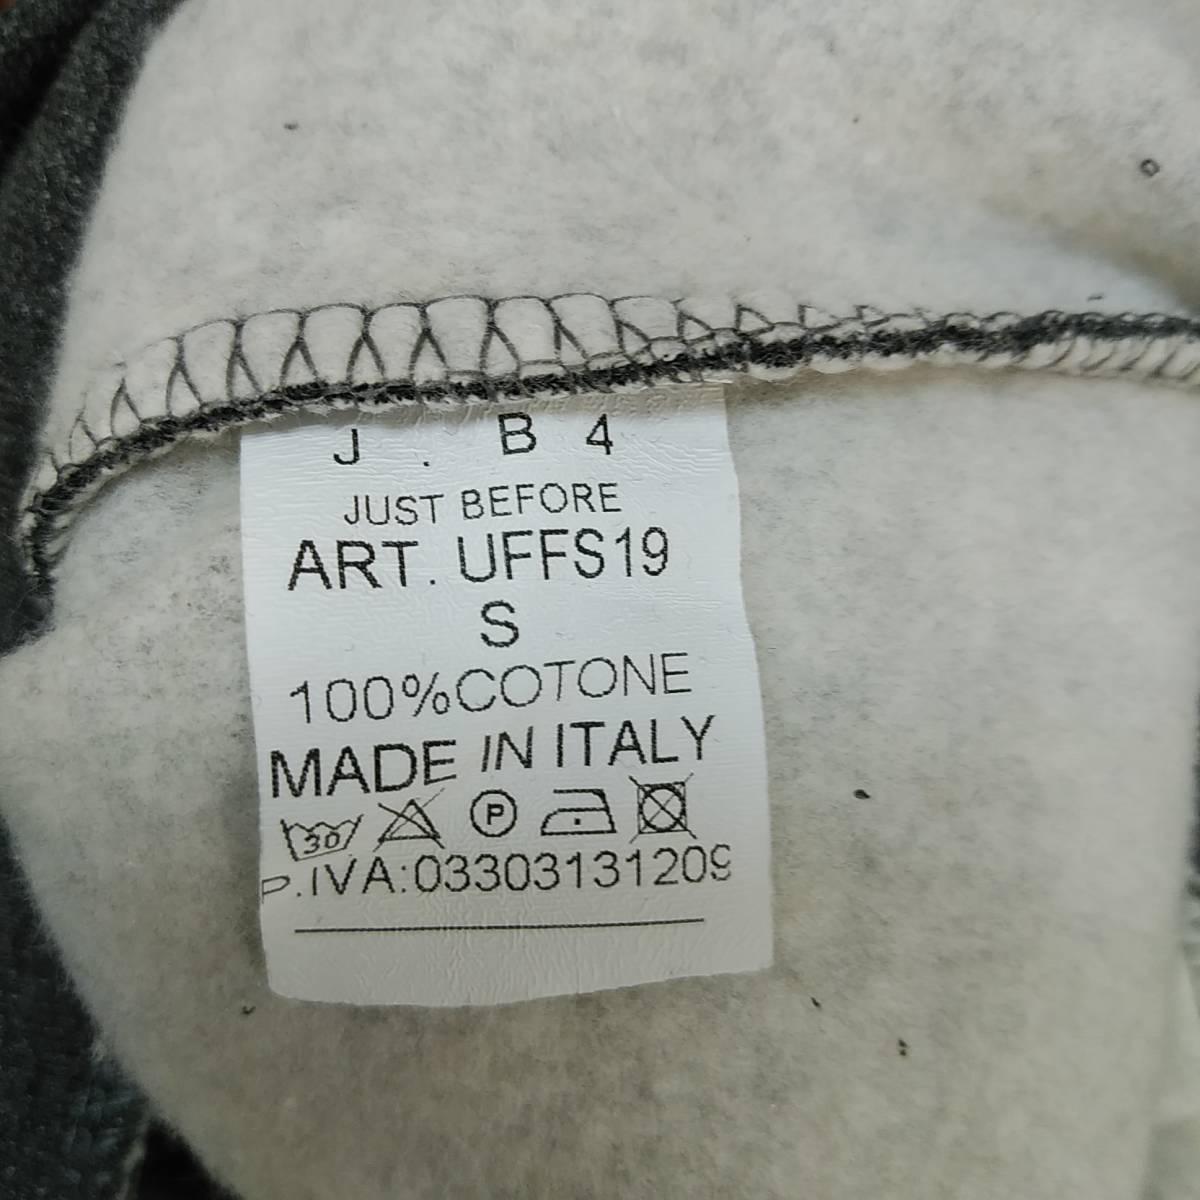 J . B 4
JUST BEFORE
ART. UFFS19
S
100%COTONE
MADE IN ITALY
30 P
P.IVA:03303131209